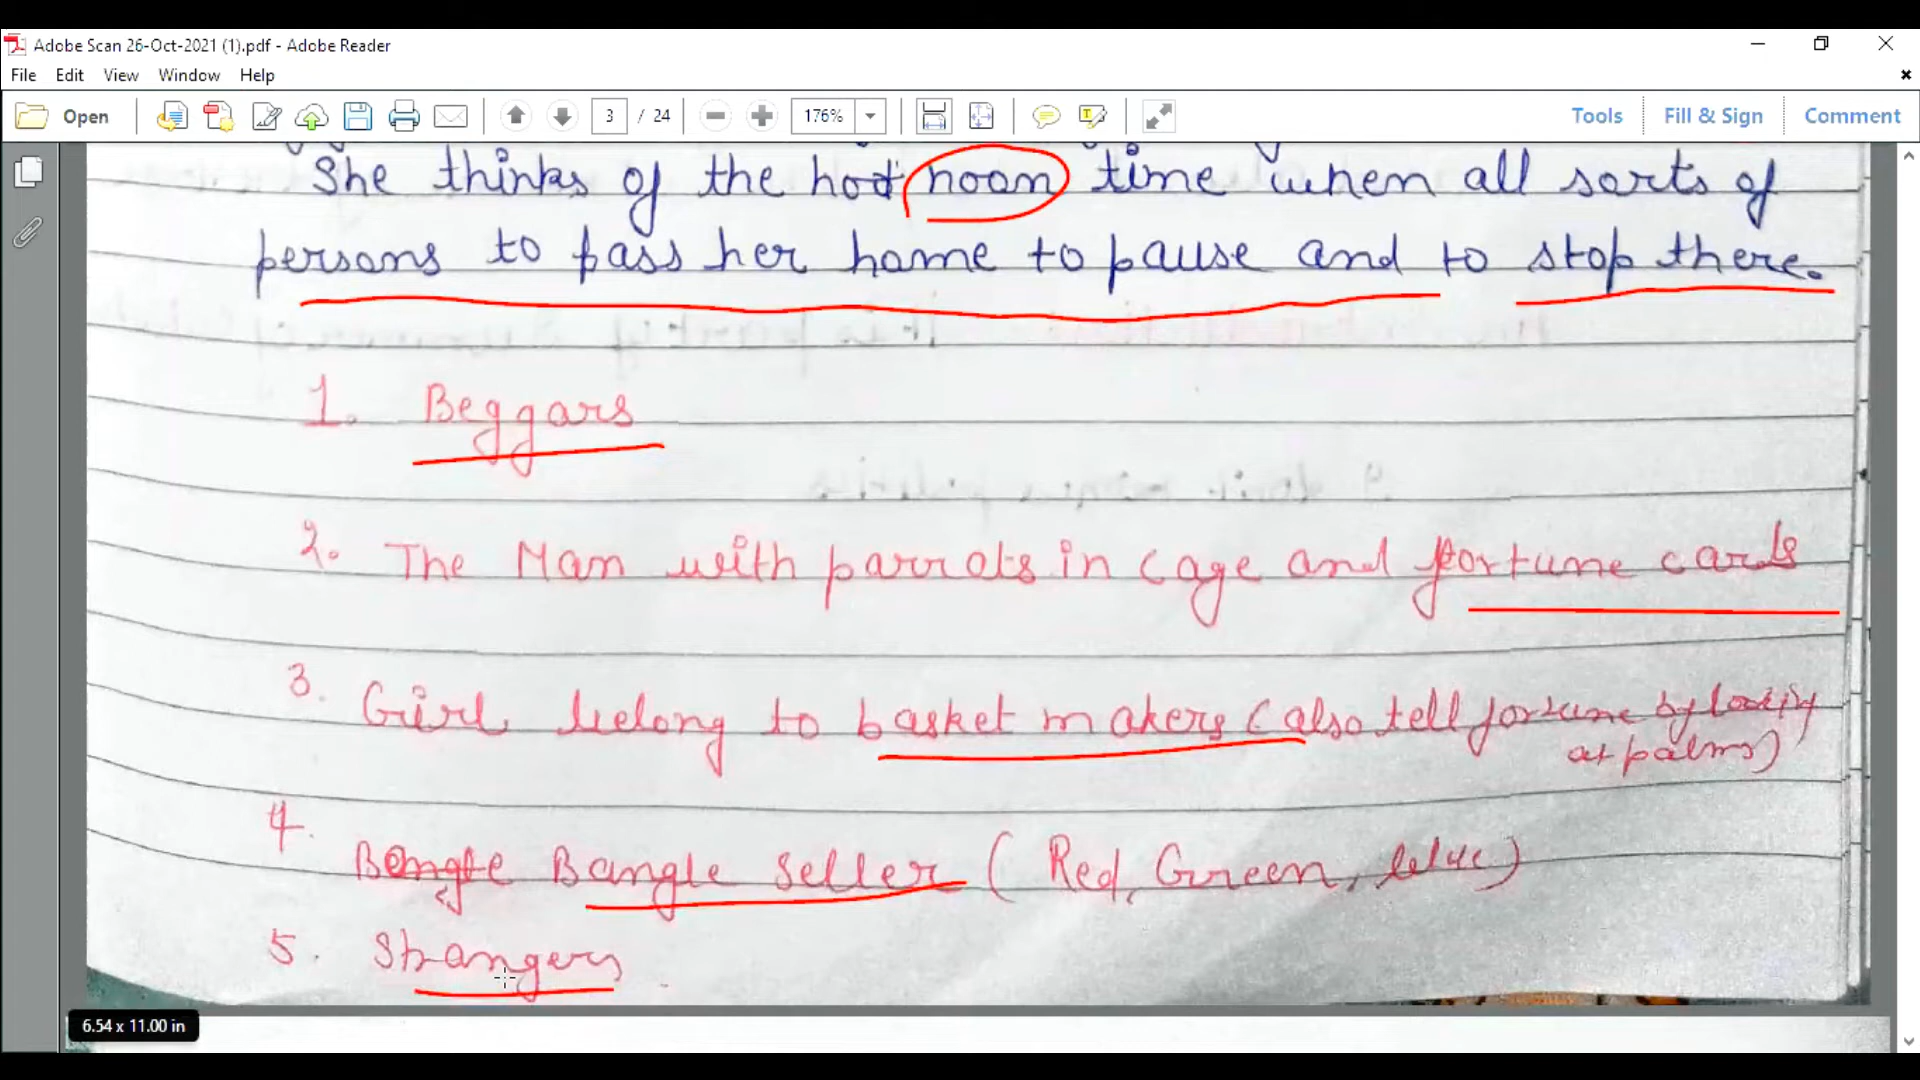 Adobe Scan 26-Oct-2021 (1).pdf - Adobe Reader
File Edit View Window Help
Open 3 / 24 176% Tools Fill & Sign Comment
She thinks of the hot noon time when all sorts of
persons to pass her home to pause and to stop there.
1. Beggars
2. The Man with parrots in cage and fortune cards
3. Girl belong to basket makers (also tell fortune by looking
at palms)
4. Bangle Bangle seller (Red, Green, blue)
5. Strangers
6.54 x 11.00 in